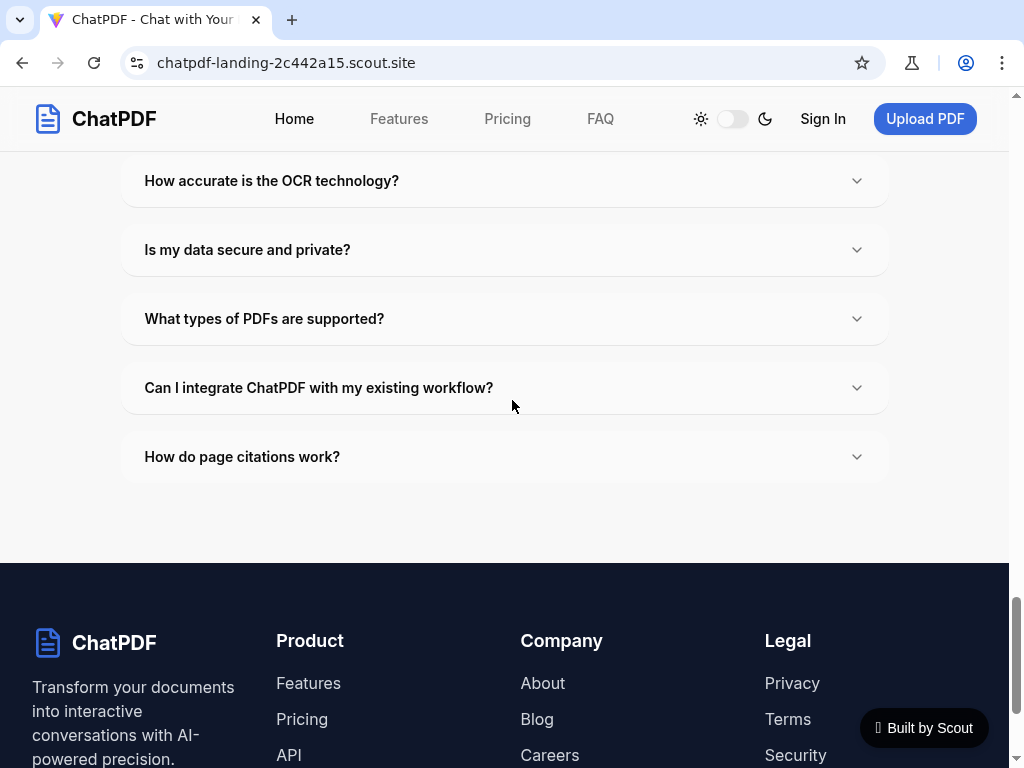 ChatPDF - Chat with Your
chatpdf-landing-2c442a15.scout.site
ChatPDF
Home
Features
Pricing
FAQ
Sign In
Upload PDF
How accurate is the OCR technology?
Is my data secure and private?
What types of PDFs are supported?
Can I integrate ChatPDF with my existing workflow?
How do page citations work?
ChatPDF
Transform your documents
into interactive
conversations with AI-
powered precision.
Product
Features
Pricing
API
Company
About
Blog
Careers
Legal
Privacy
Terms
Security
Built by Scout